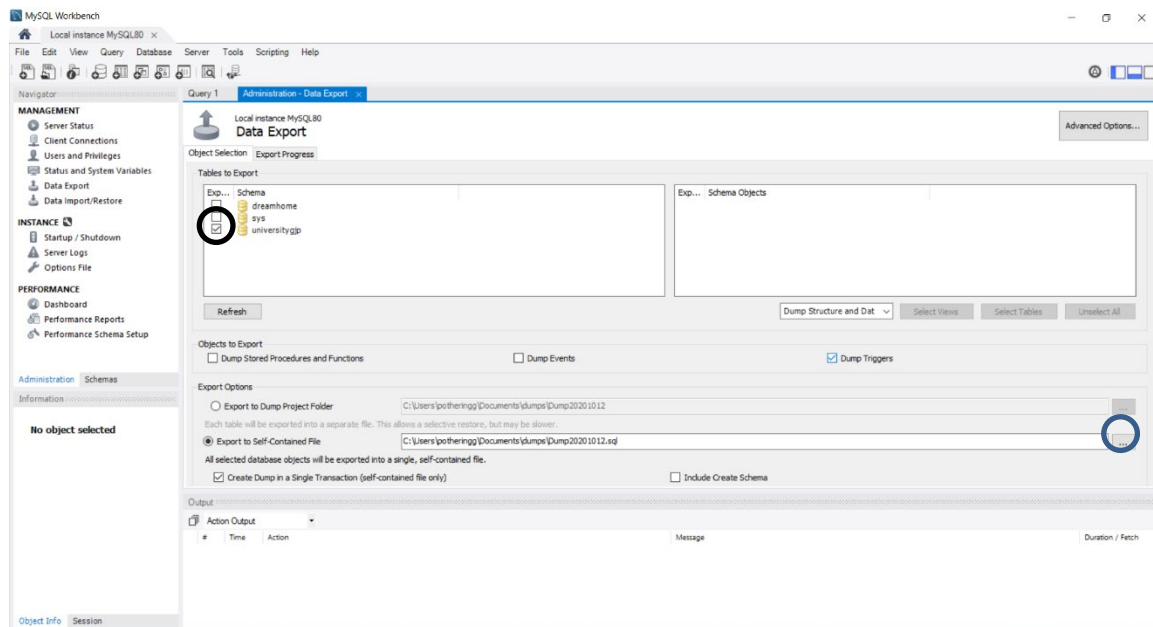 MySQL Workbench
Local instance MySQL80
File Edit View Query Database Server Tools Scripting Help
Navigator
MANAGEMENT
Server Status
Client Connections
Users and Privileges
Status and System Variables
Data Export
Data Import/Restore
INSTANCE
Startup / Shutdown
Server Logs
Options File
PERFORMANCE
Dashboard
Performance Reports
Performance Schema Setup
Administration Schemas
Information
No object selected
Object Info Session
Query 1 Administration - Data Export
Local instance MySQL80
Data Export
Advanced Options...
Object Selection Export Progress
Tables to Export
Exp... Schema
dreamhome
sys
universitygjp
Exp... Schema Objects
Refresh Dump Structure and Dat Select Views Select Tables Unselect All
Objects to Export
Dump Stored Procedures and Functions Dump Events Dump Triggers
Export Options
Export to Dump Project Folder C:\Users\potheringg\Documents\dumps\Dump20201012 ...
Each table will be exported into a separate file. This allows a selective restore, but may be slower.
Export to Self-Contained File C:\Users\potheringg\Documents\dumps\Dump20201012.sql ...
All selected database objects will be exported into a single, self-contained file.
Create Dump in a Single Transaction (self-contained file only) Include Create Schema
Output
Action Output
# Time Action Message Duration / Fetch